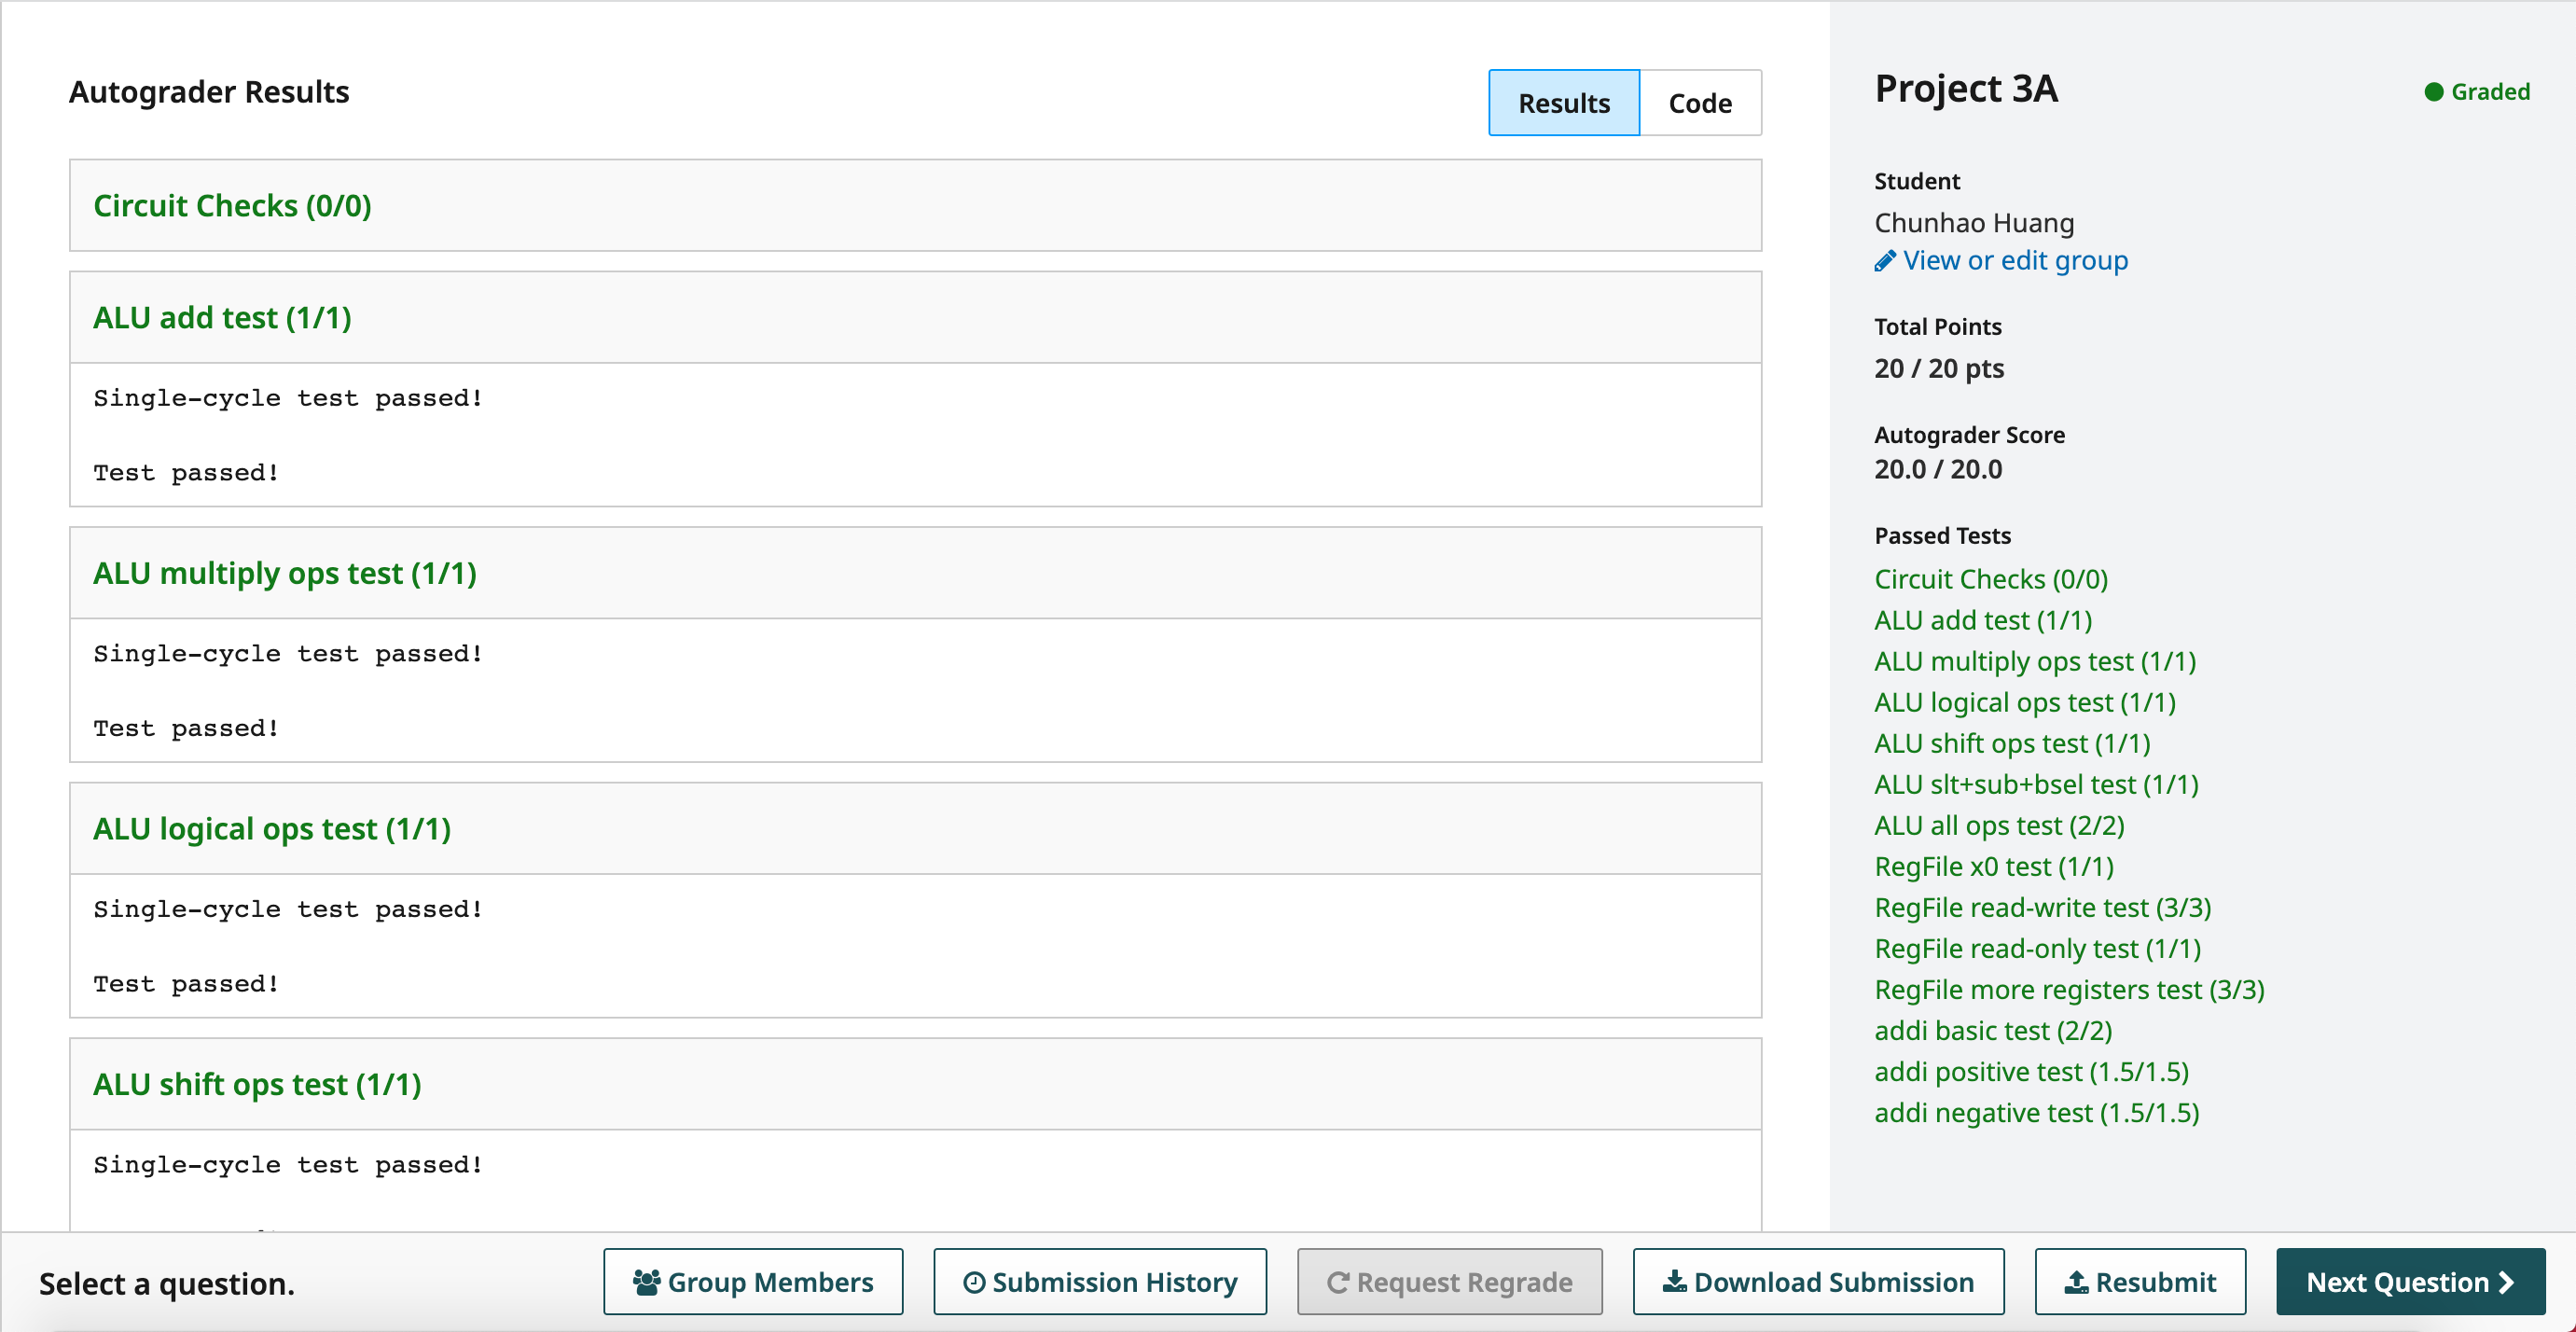 Autograder Results
Results
Code
Circuit Checks (0/0)
ALU add test (1/1)
Single-cycle test passed!
Test passed!
ALU multiply ops test (1/1)
Single-cycle test passed!
Test passed!
ALU logical ops test (1/1)
Single-cycle test passed!
Test passed!
ALU shift ops test (1/1)
Single-cycle test passed!
Project 3A
Graded
Student
Chunhao Huang
View or edit group
Total Points
20 / 20 pts
Autograder Score
20.0 / 20.0
Passed Tests
Circuit Checks (0/0)
ALU add test (1/1)
ALU multiply ops test (1/1)
ALU logical ops test (1/1)
ALU shift ops test (1/1)
ALU slt+sub+bsel test (1/1)
ALU all ops test (2/2)
RegFile x0 test (1/1)
RegFile read-write test (3/3)
RegFile read-only test (1/1)
RegFile more registers test (3/3)
addi basic test (2/2)
addi positive test (1.5/1.5)
addi negative test (1.5/1.5)
Select a question.
Group Members
Submission History
Request Regrade
Download Submission
Resubmit
Next Question